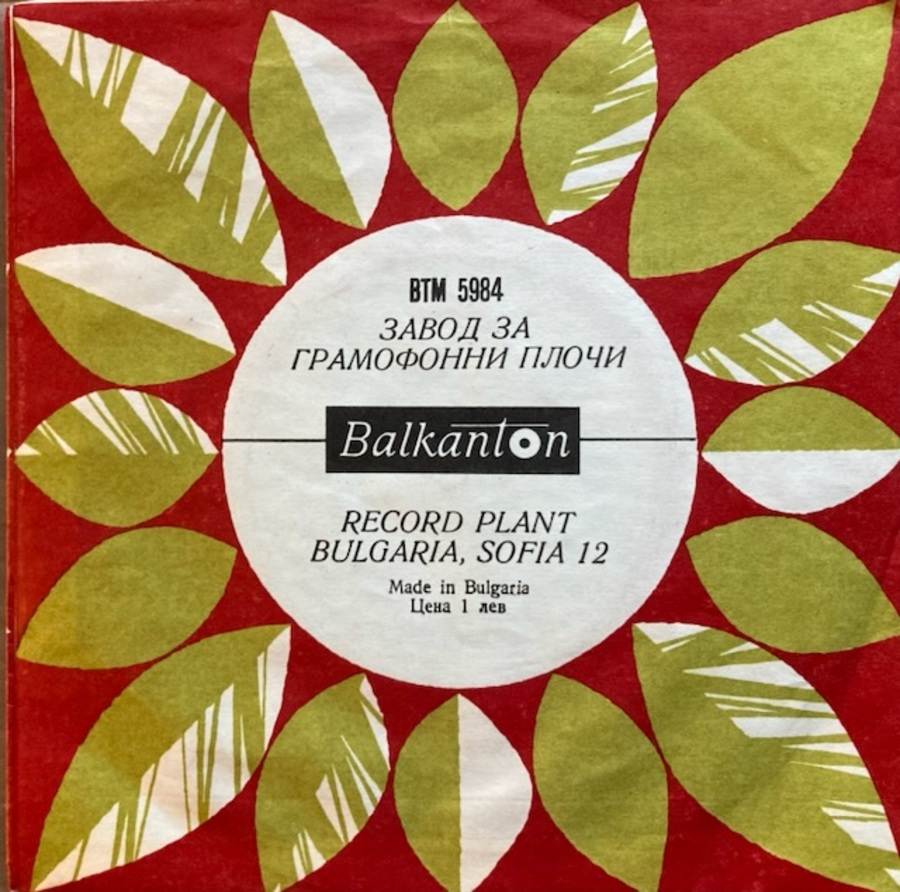 ВТМ 5984
ЗАВОД ЗА
ГРАМОФОННИ ПЛОЧИ
Balkanton
RECORD PLANT
BULGARIA, SOFIA 12
Made in Bulgaria
Цена 1 лев